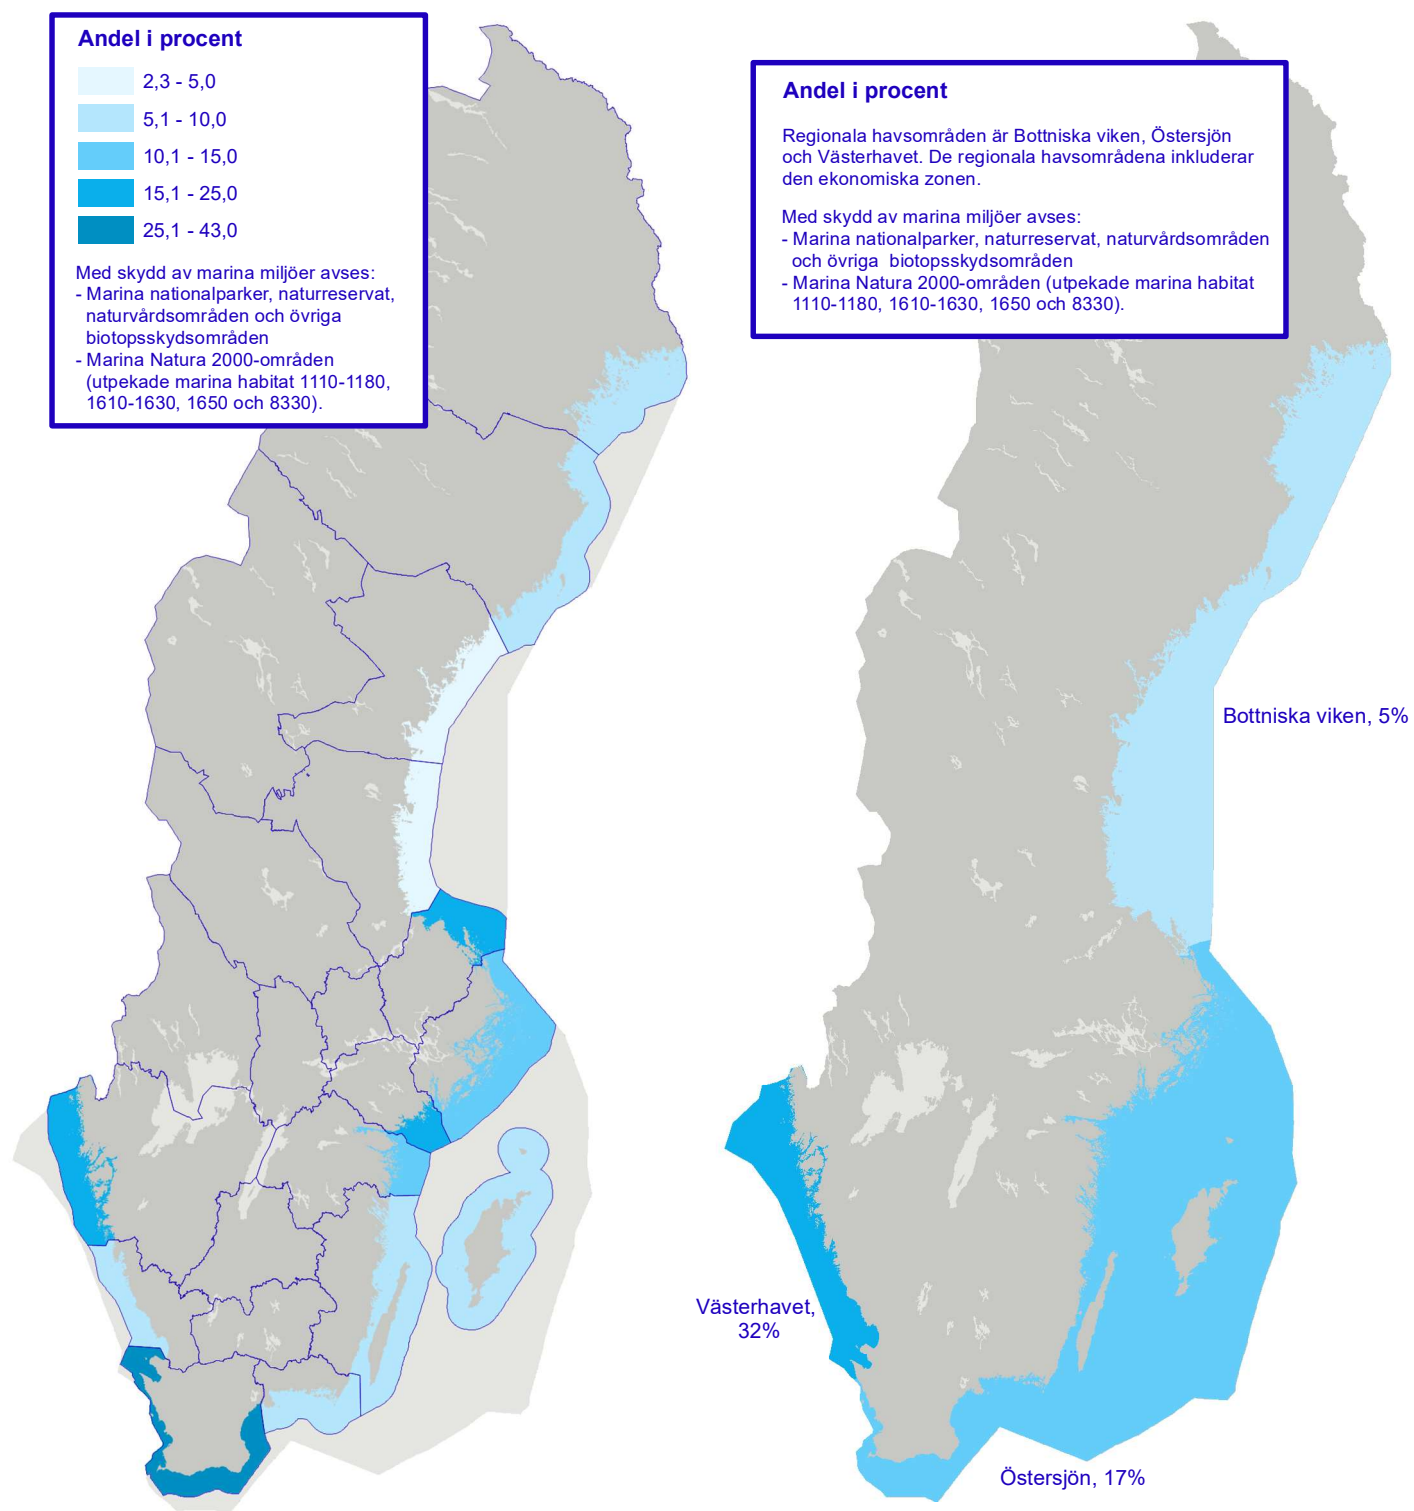 Andel i procent
2,3 - 5,0
5,1 - 10,0
10,1 - 15,0
15,1 - 25,0
25,1 - 43,0
Med skydd av marina miljöer avses:
- Marina nationalparker, naturreservat,
naturvårdsområden och övriga
biotopsskydsområden
- Marina Natura 2000-områden
(utpekade marina habitat 1110-1180,
1610-1630, 1650 och 8330).
Andel i procent
Regionala havsområden är Bottniska viken, Östersjön
och Västerhavet. De regionala havsområdena inkluderar
den ekonomiska zonen.
Med skydd av marina miljöer avses:
- Marina nationalparker, naturreservat, naturvårdsområden
och övriga biotopsskydsområden
- Marina Natura 2000-områden (utpekade marina habitat
1110-1180, 1610-1630, 1650 och 8330).
Bottniska viken, 5%
Västerhavet,
32%
Östersjön, 17%